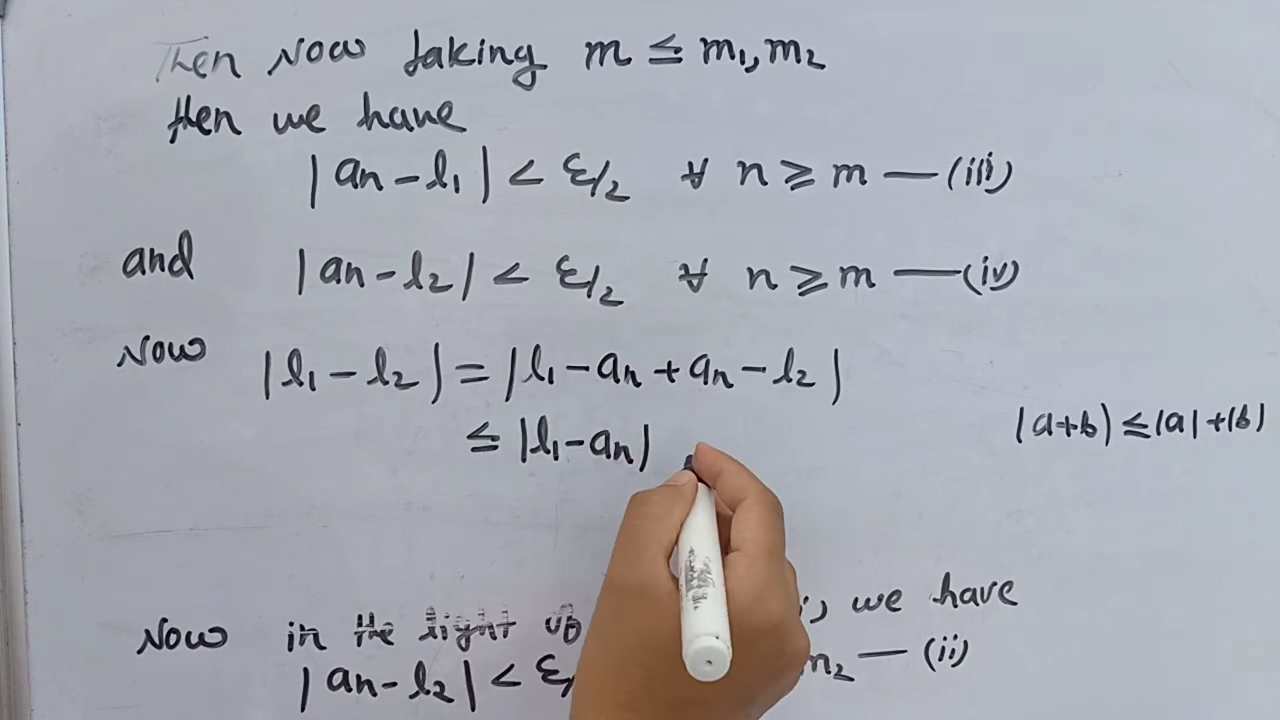 Then Now taking m ≤ m₁, m₂
then we have
|an - l₁| < ε/2 ∀ n ≥ m — (iii)
and |an - l₂| < ε/2 ∀ n ≥ m — (iv)
Now |l₁ - l₂| = |l₁ - an + an - l₂|
≤ |l₁ - an|
|a+b| ≤ |a| + |b|
Now in the light of , we have
|an - l₂| < ε/ m₂ — (ii)